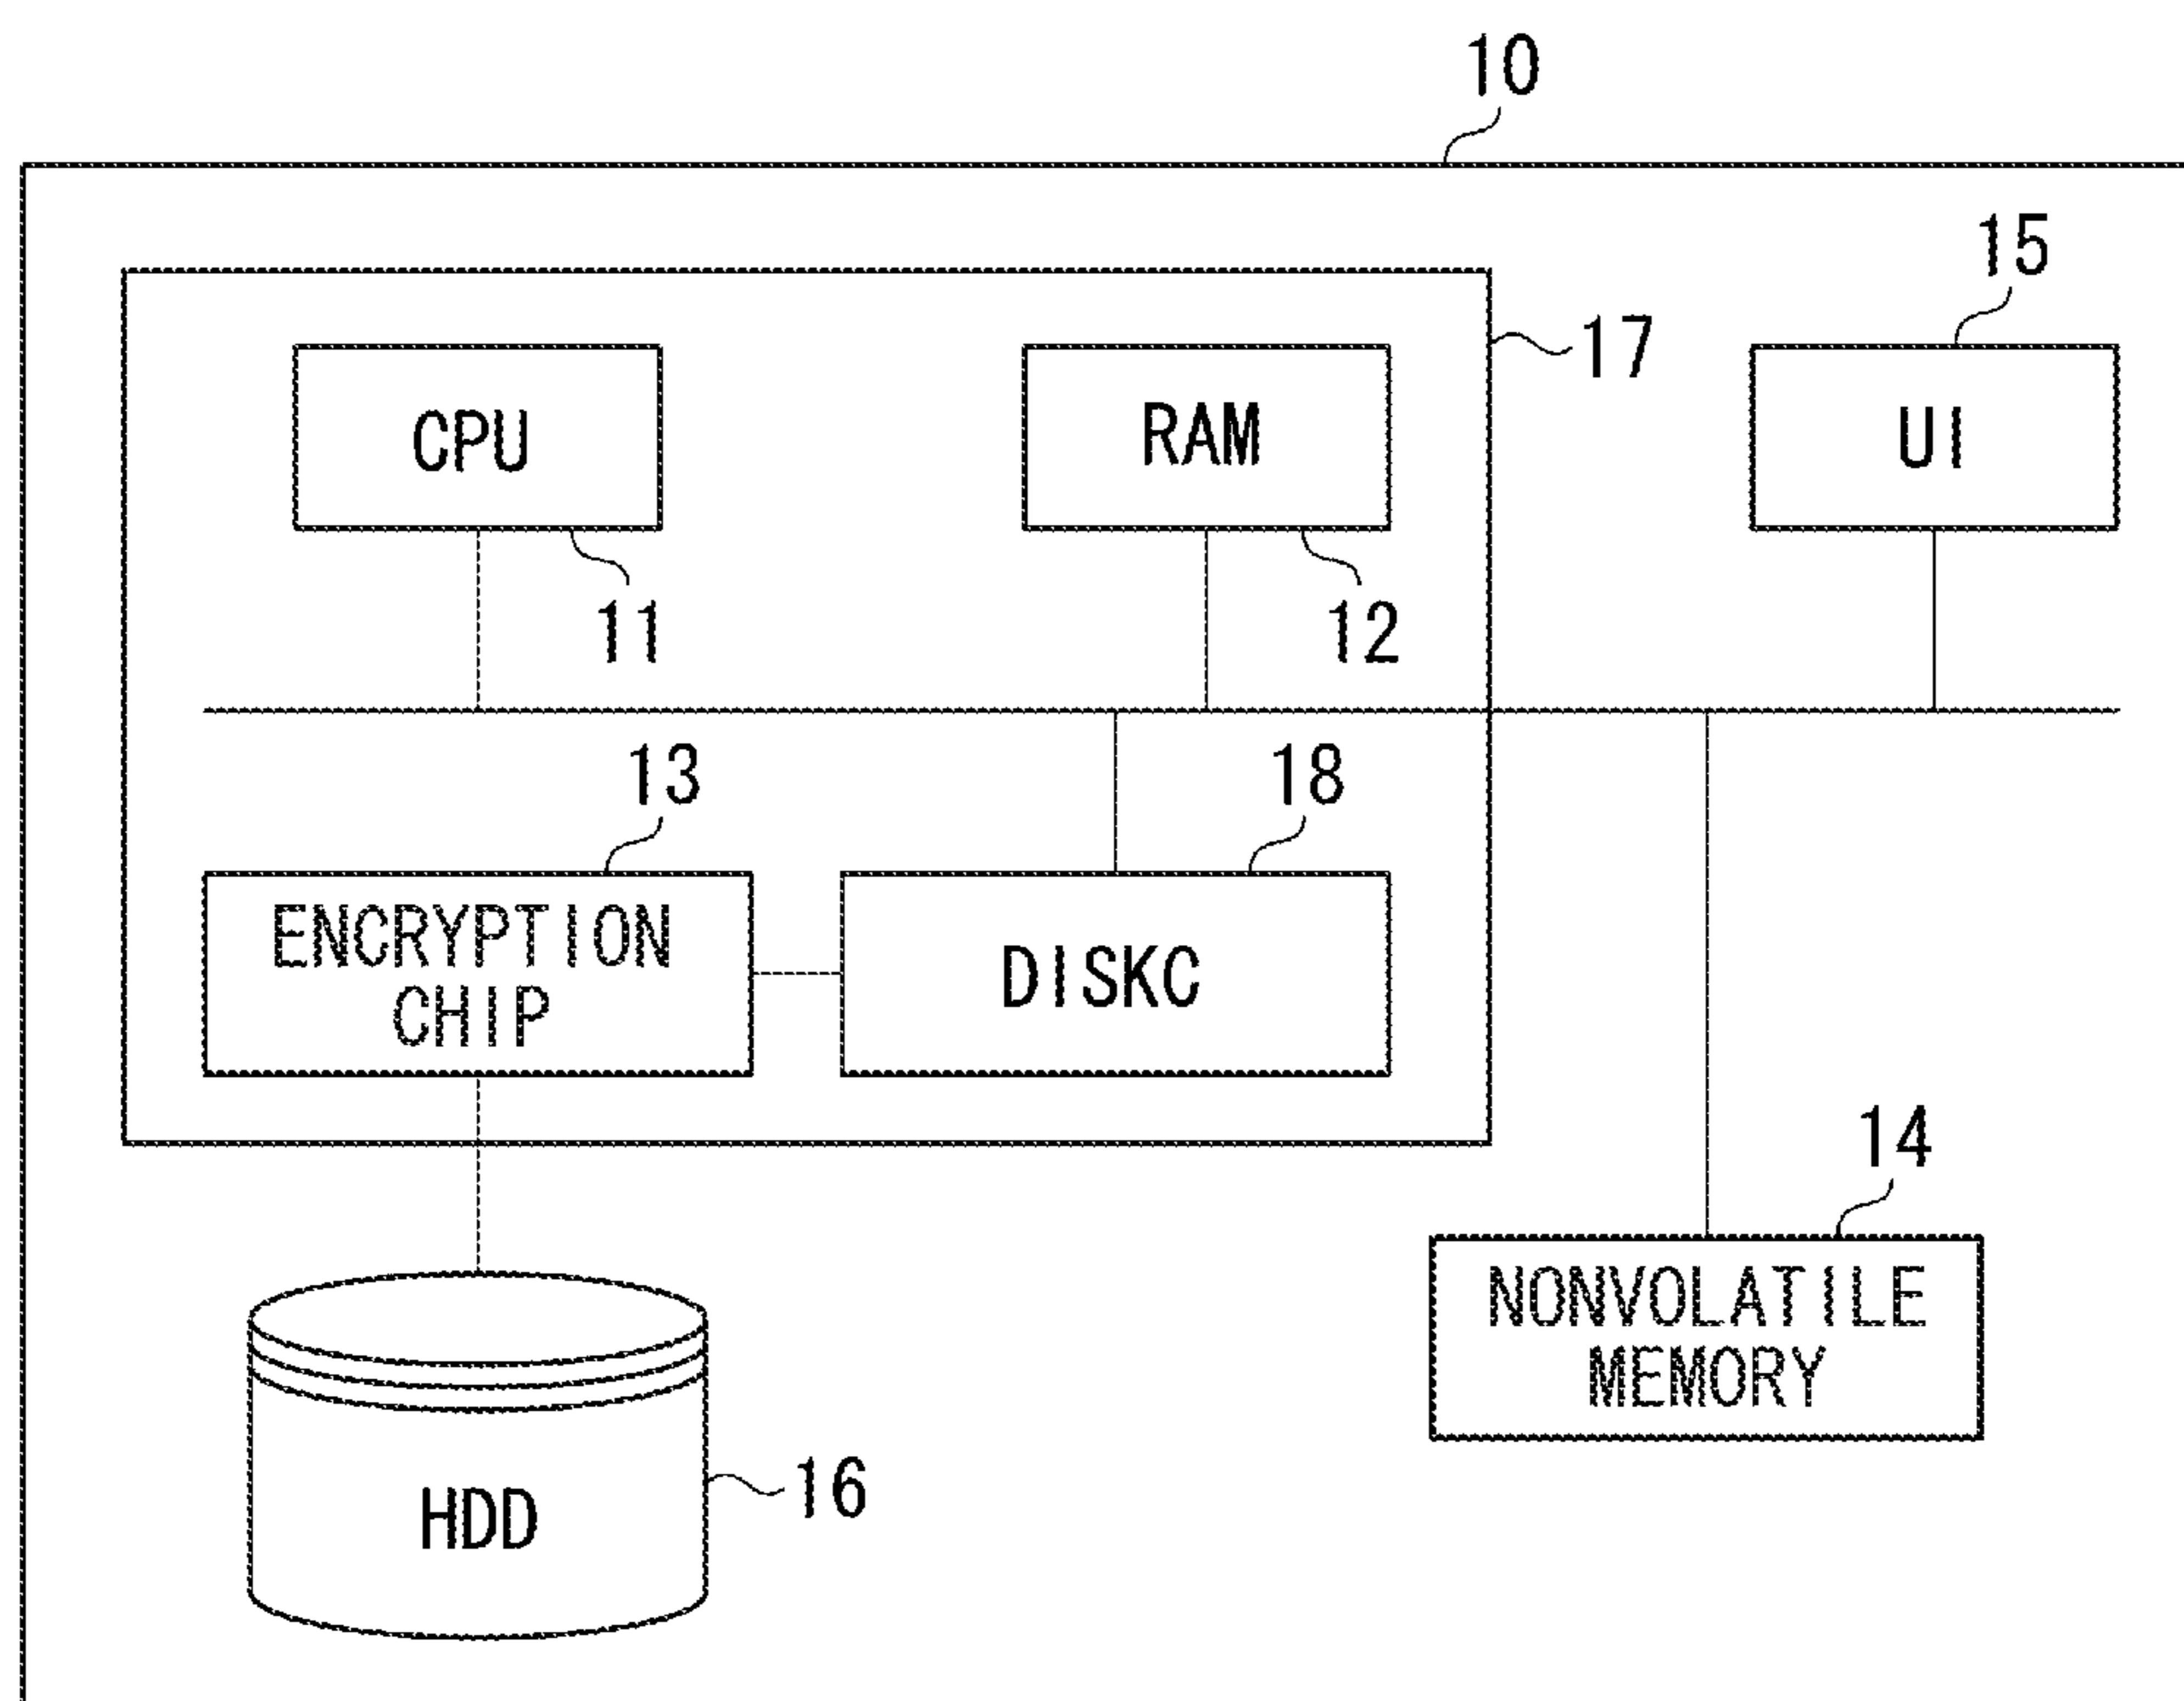 10
15
17
CPU
RAM
UI
11
12
13
18
ENCRYPTION
CHIP
DISKC
14
NONVOLATILE
MEMORY
16
HDD